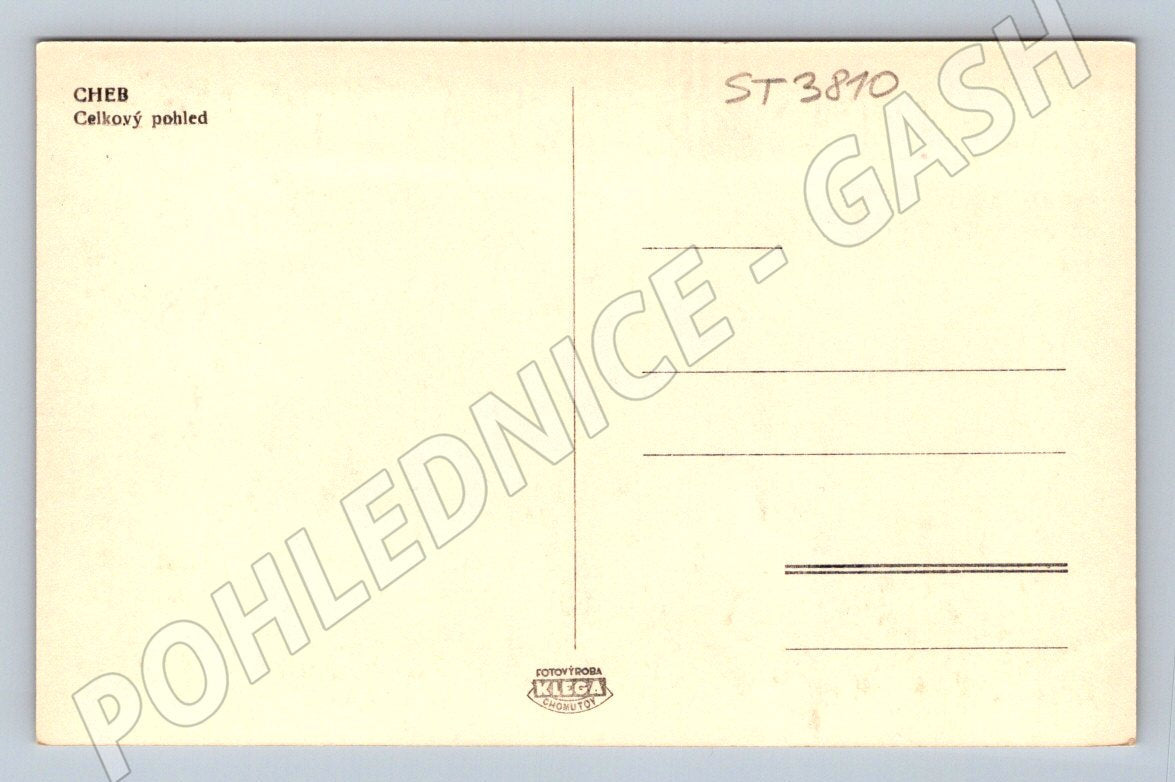 CHEB
Celkový pohled
ST 3810
FOTOVÝROBA
KLEGA
CHOMUTOV
POHLEDNICE - GASH